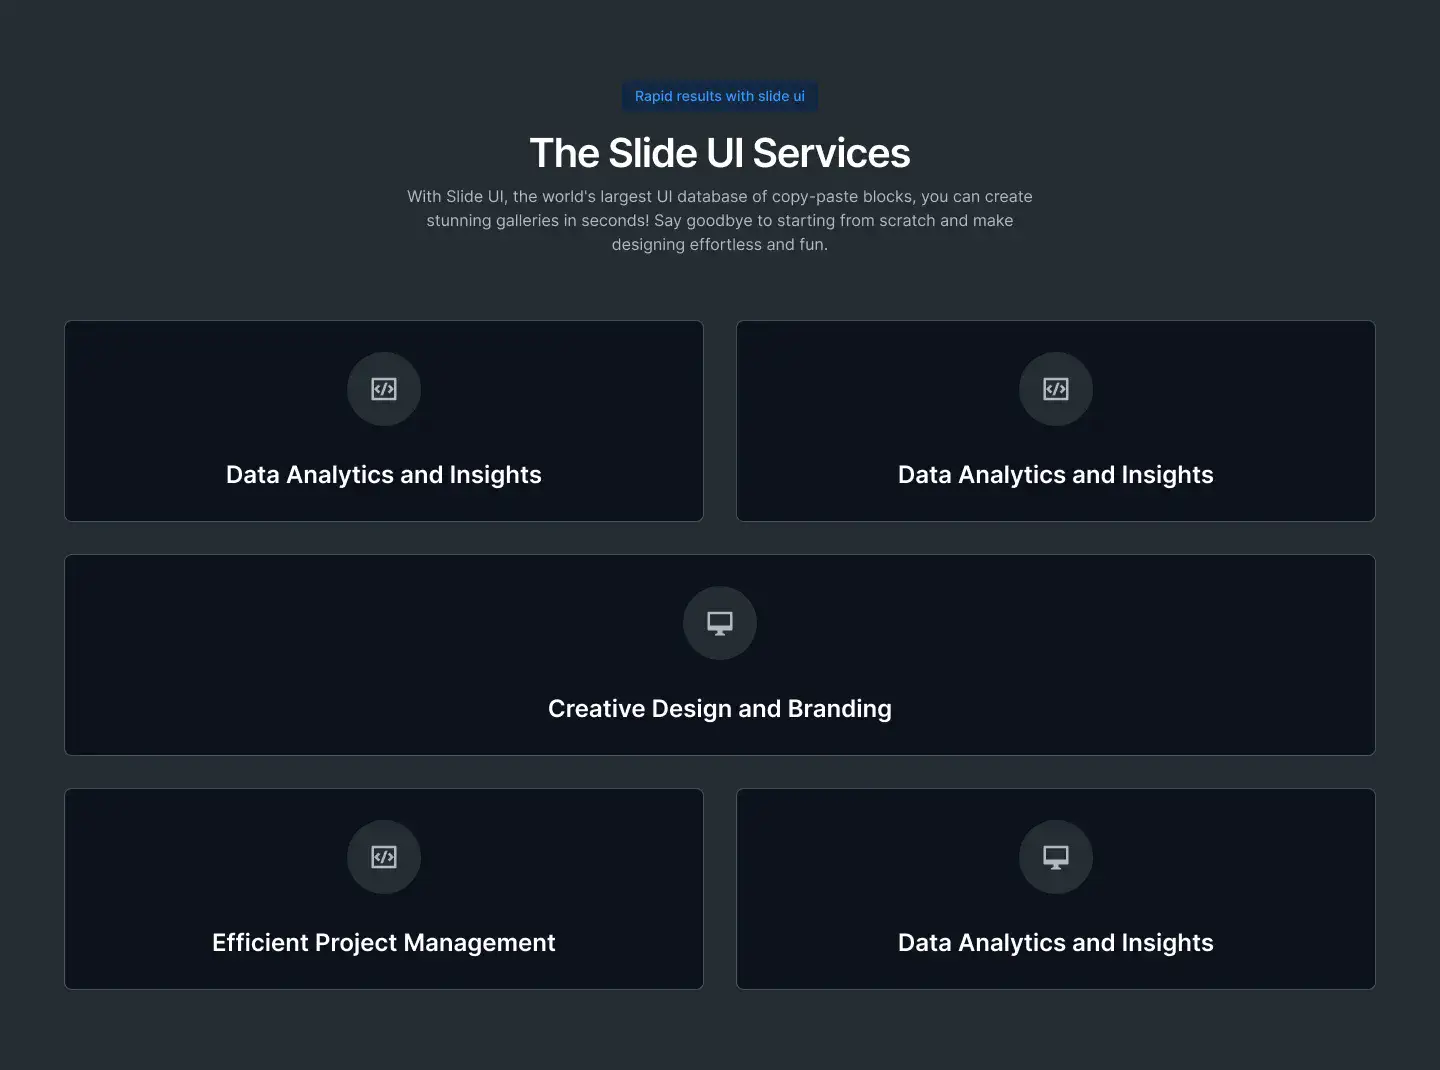 Rapid results with slide ui
The Slide UI Services
With Slide UI, the world's largest UI database of copy-paste blocks, you can create
stunning galleries in seconds! Say goodbye to starting from scratch and make
designing effortless and fun.
Data Analytics and Insights
Data Analytics and Insights
Creative Design and Branding
Efficient Project Management
Data Analytics and Insights